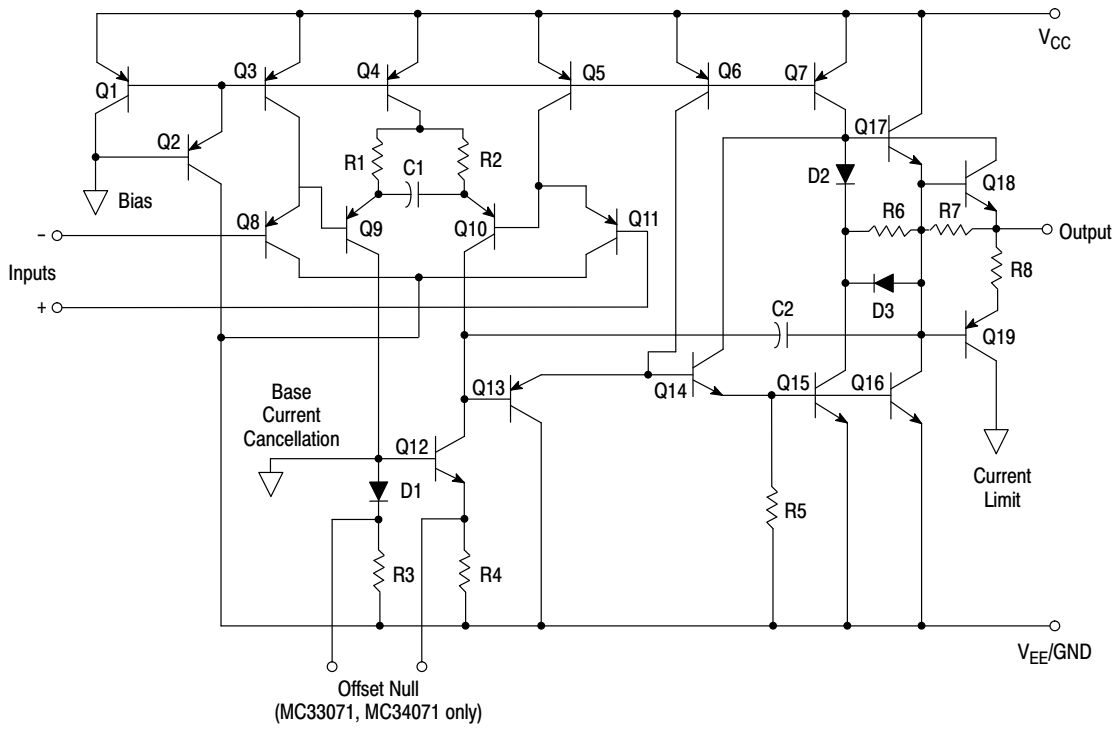 V_CC
Q1
Q2
Q3
Q4
Q5
Q6
Q7
Q17
Bias
R1
C1
R2
D2
Q18
Q8
Q9
Q10
Q11
R6
R7
Output
−
Inputs
+
R8
D3
C2
Q19
Base
Current
Cancellation
Q12
Q13
Q14
Q15
Q16
D1
R5
Current
Limit
R3
R4
V_EE/GND
Offset Null
(MC33071, MC34071 only)